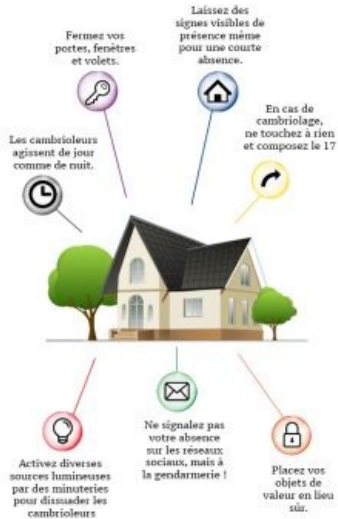 Laissez des
signes visibles de
présence même
pour une courte
absence.
Fermez vos
portes, fenêtres
et volets.
En cas de
cambriolage,
ne touchez à rien
et composez le 17
Les cambrioleurs
agissent de jour
comme de nuit.
Activez diverses
sources lumineuses
par des minuteries
pour dissuader les
cambrioleurs
Ne signalez pas
votre absence
sur les réseaux
sociaux, mais à
la gendarmerie !
Placez vos
objets de
valeur en lieu
sûr.